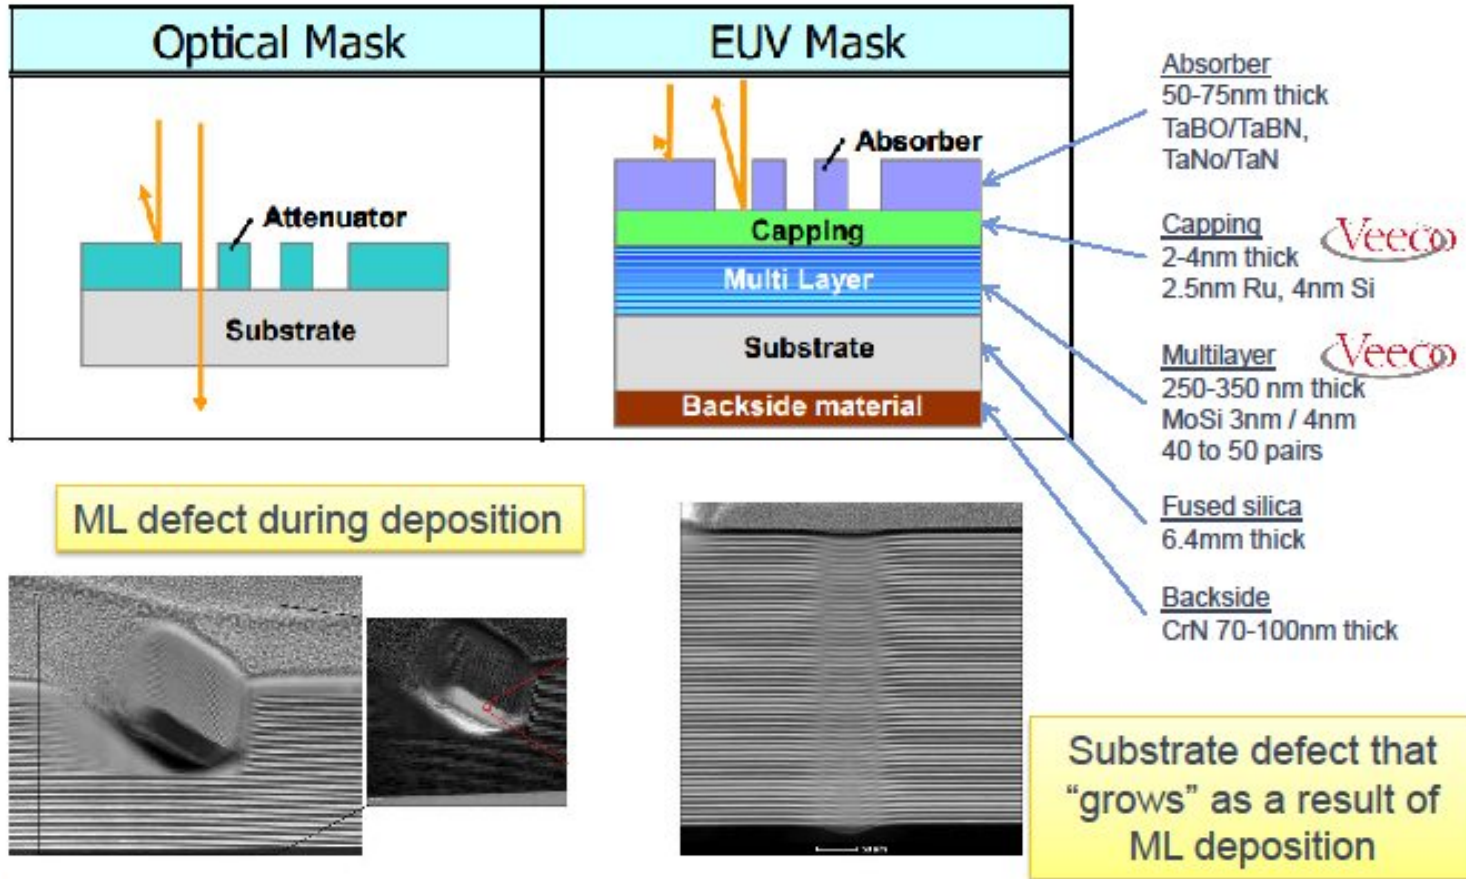 Optical Mask
EUV Mask
Attenuator
Substrate
Absorber
Capping
Multi Layer
Substrate
Backside material
Absorber
50-75nm thick
TaBO/TaBN,
TaNo/TaN
Capping
2-4nm thick
2.5nm Ru, 4nm Si
Veeco
Multilayer
250-350 nm thick
MoSi 3nm / 4nm
40 to 50 pairs
Veeco
Fused silica
6.4mm thick
Backside
CrN 70-100nm thick
ML defect during deposition
Substrate defect that
“grows” as a result of
ML deposition